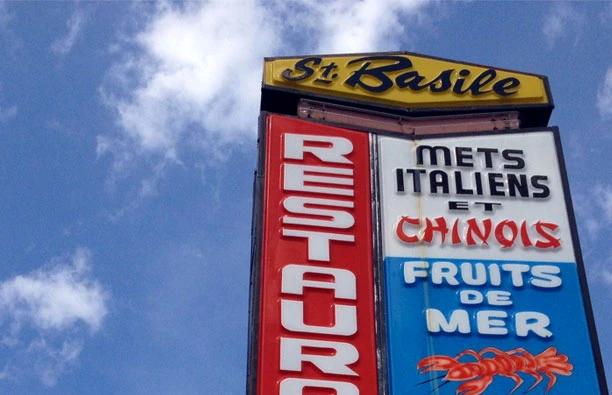 St. Basile
RESTAURA
METS
ITALIENS
ET
CHINOIS
FRUITS
DE
MER